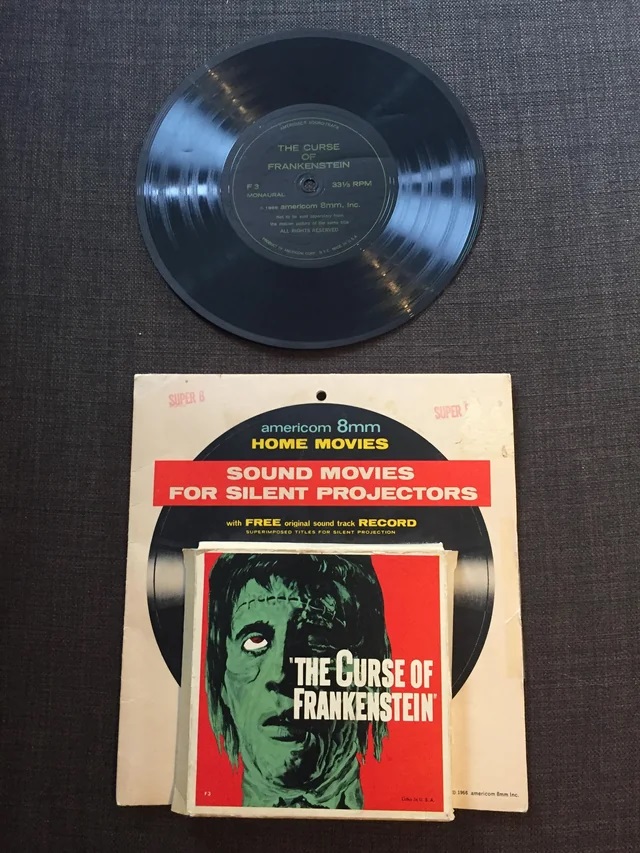 THE CURSE
OF
FRANKENSTEIN
F 3
MONAURAL
33⅓ RPM
americom 8mm, Inc.
ALL RIGHTS RESERVED
SUPER 8
SUPER
americom 8mm
HOME MOVIES
SOUND MOVIES
FOR SILENT PROJECTORS
with FREE original sound track RECORD
SUPERIMPOSED TITLES FOR SILENT PROJECTION
"THE CURSE OF
FRANKENSTEIN"
americom 8mm Inc.